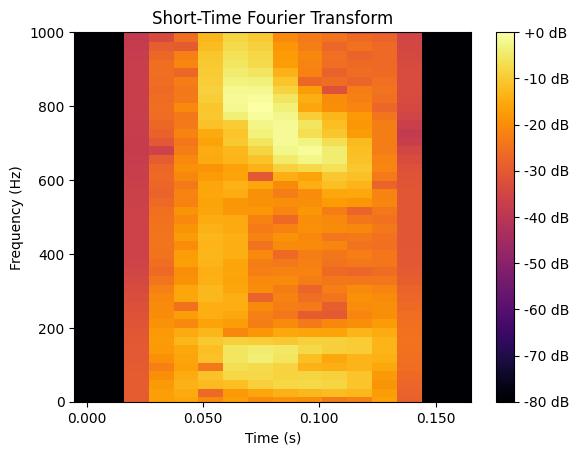 Short-Time Fourier Transform
1000
800
600
400
200
0
Frequency (Hz)
0.000
0.050
0.100
0.150
Time (s)
+0 dB
-10 dB
-20 dB
-30 dB
-40 dB
-50 dB
-60 dB
-70 dB
-80 dB